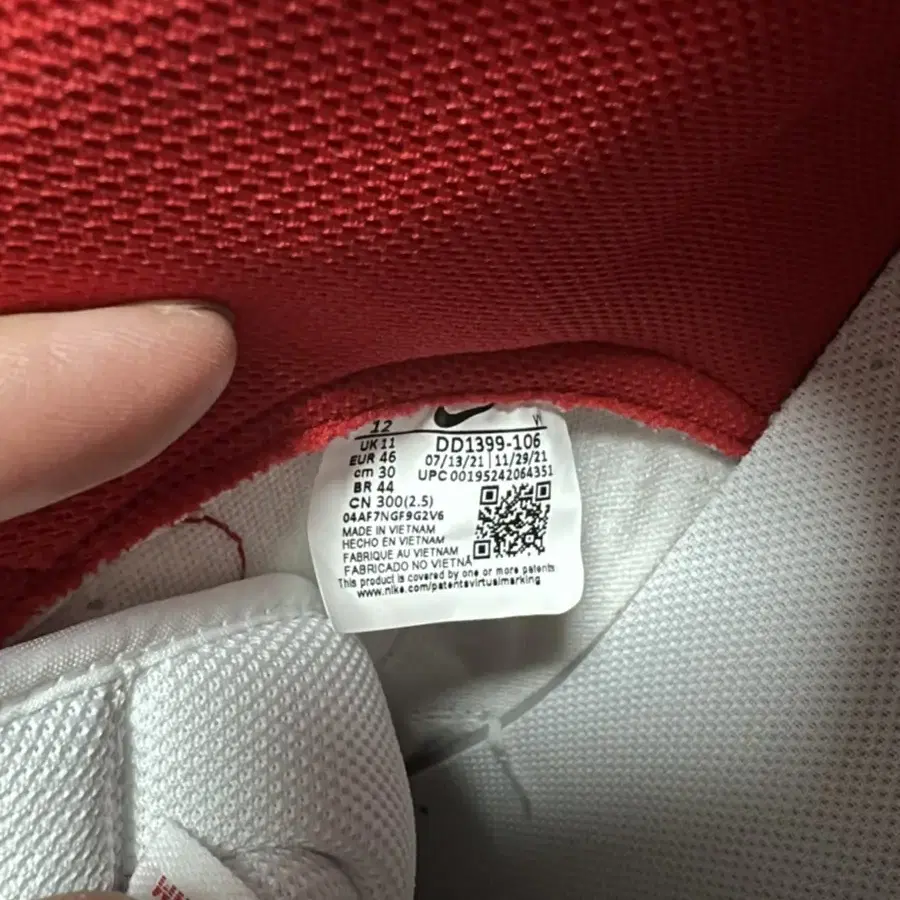 12
UK 11
EUR 46
cm 30
BR 44
CN 300(2.5)
DD1399-106
07/13/21 11/29/21
UPC 00195242064351
04AF7NGF9G2V6
MADE IN VIETNAM
HECHO EN VIETNAM
FABRIQUE AU VIETNAM
FABRICADO NO VIETNA
This product is covered by one or more patents
www.nike.com/patentsvirtualmarking